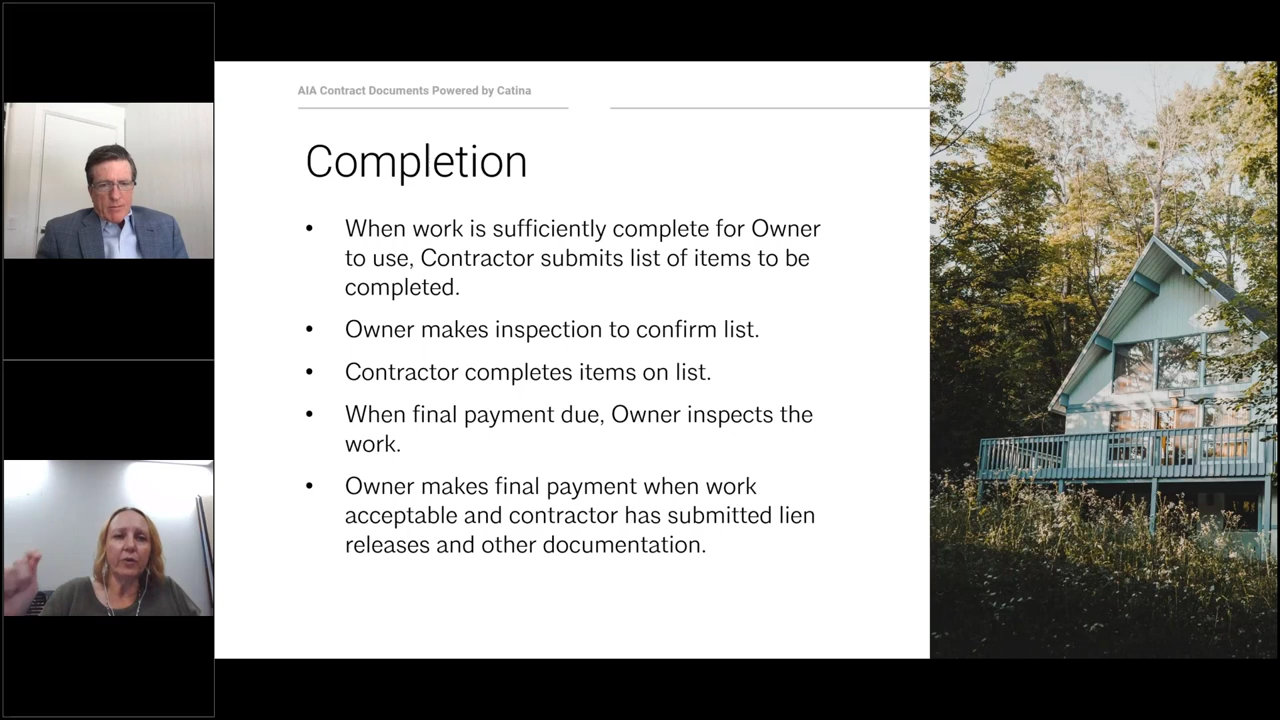 AIA Contract Documents Powered by Catina
Completion
• When work is sufficiently complete for Owner
to use, Contractor submits list of items to be
completed.
• Owner makes inspection to confirm list.
• Contractor completes items on list.
• When final payment due, Owner inspects the
work.
• Owner makes final payment when work
acceptable and contractor has submitted lien
releases and other documentation.